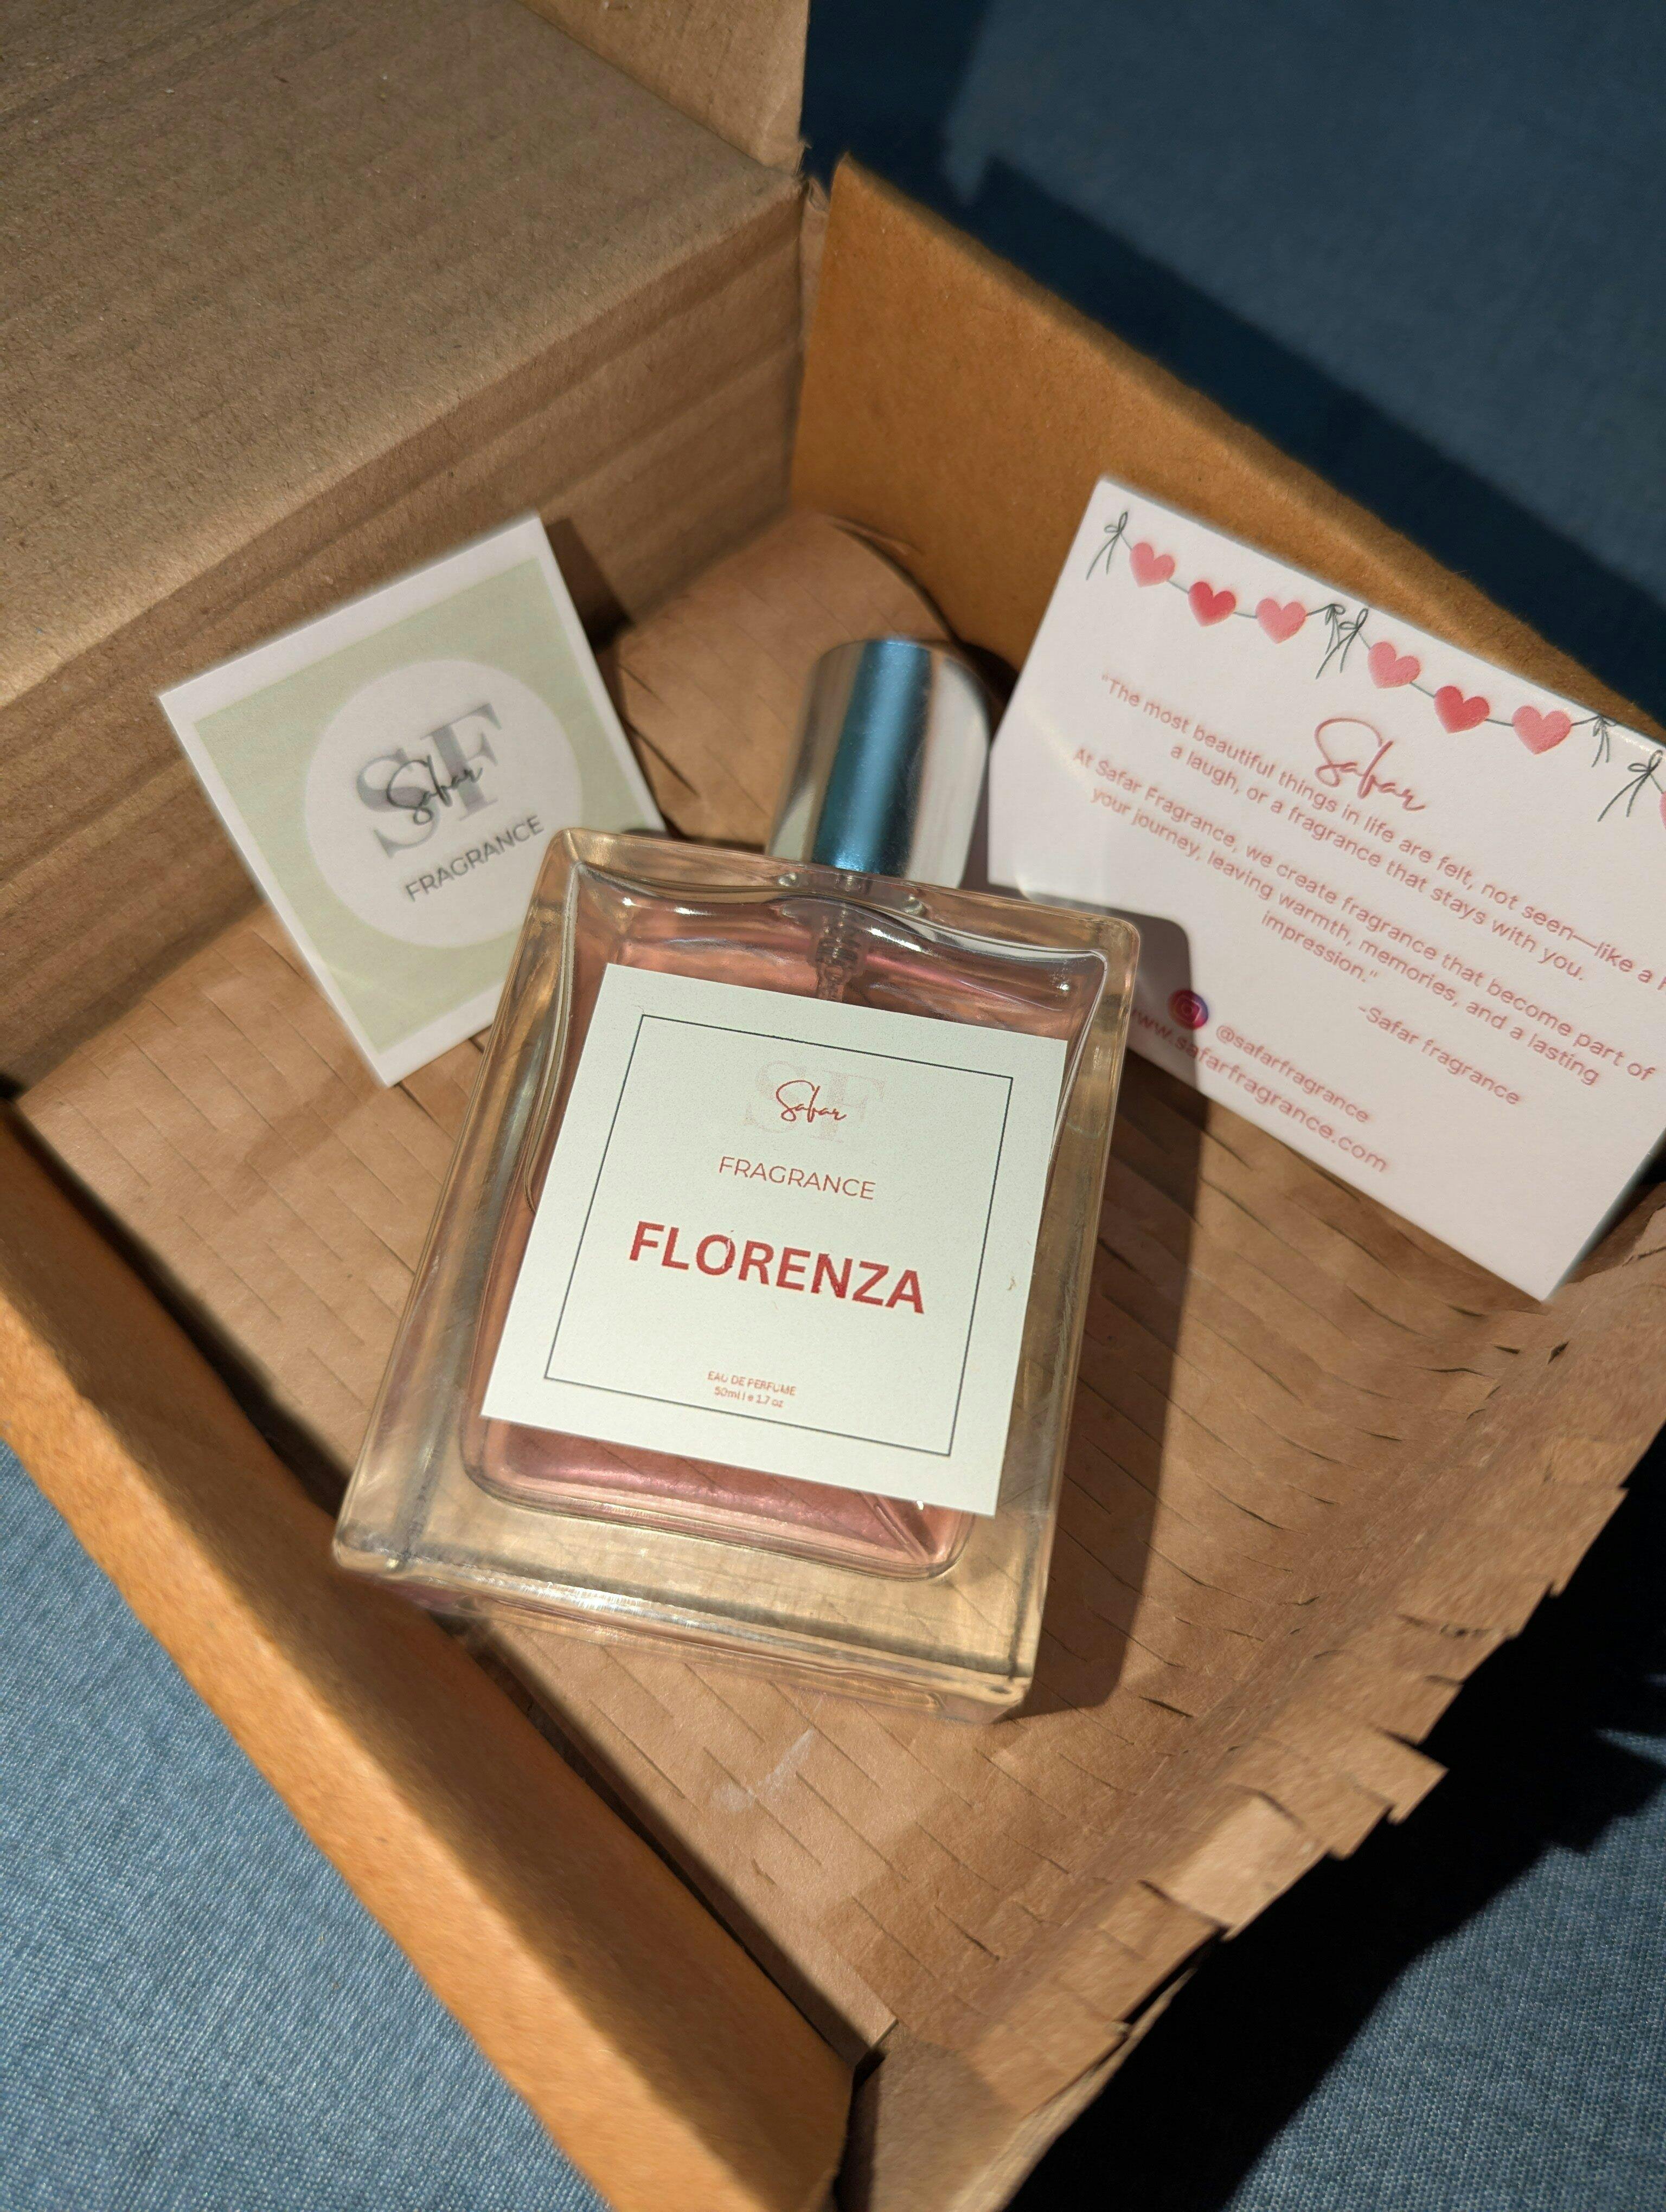 SF
Safar
FRAGRANCE
Safar
"The most beautiful things in life are felt, not seen—like a
a laugh, or a fragrance that stays with you.
At Safar Fragrance, we create fragrance that become part of
your journey, leaving warmth, memories, and a lasting
impression."
-Safar fragrance
@safarfragrance
www.safarfragrance.com
SF
Safar
FRAGRANCE
FLORENZA
EAU DE PERFUME
50ml | e 1.7 oz